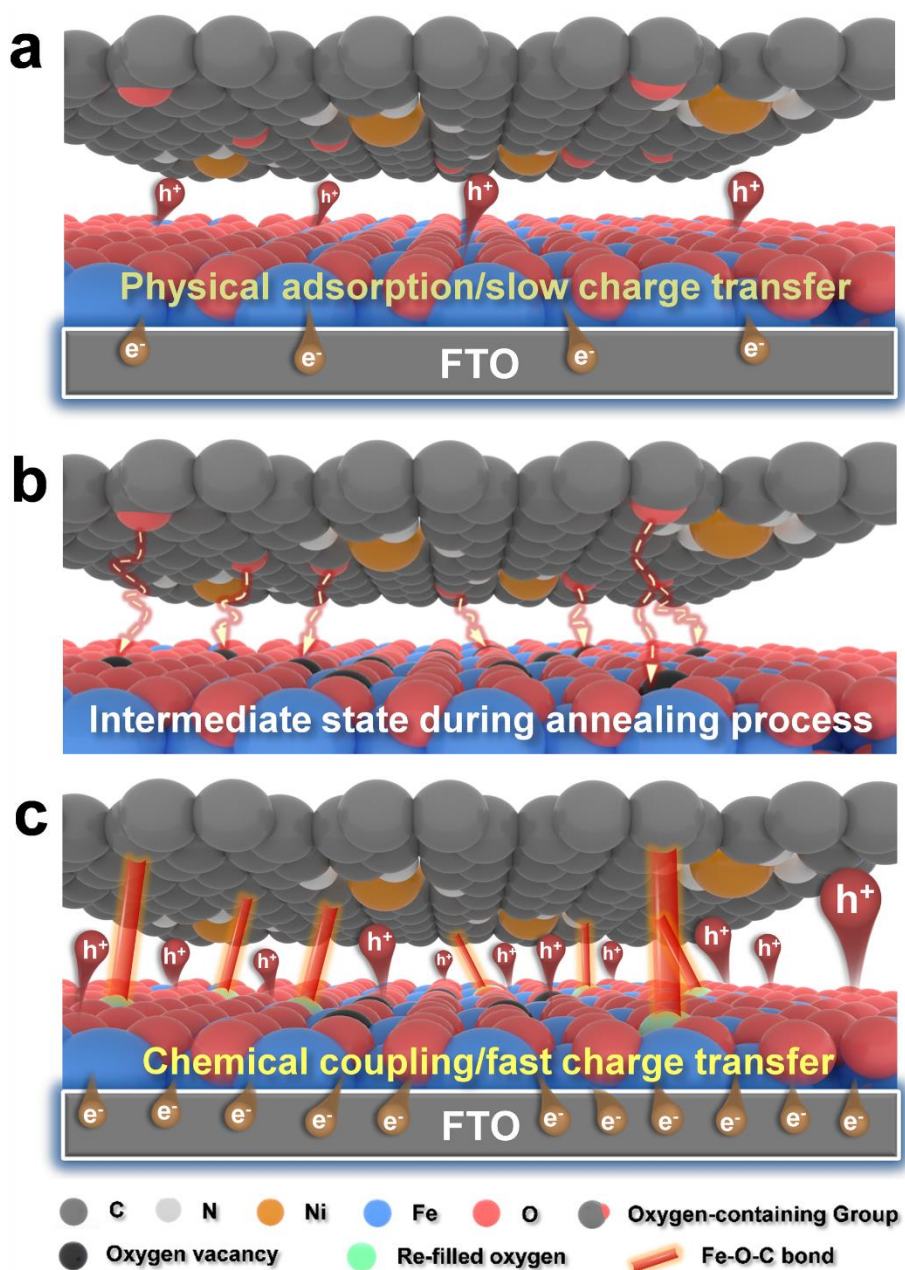 a
h⁺ h⁺ h⁺ h⁺
Physical adsorption/slow charge transfer
e⁻ e⁻ e⁻ e⁻
FTO
b
Intermediate state during annealing process
c
h⁺ h⁺ h⁺ h⁺ h⁺ h⁺ h⁺ h⁺ h⁺ h⁺ h⁺
Chemical coupling/fast charge transfer
e⁻ e⁻ e⁻ e⁻ e⁻ e⁻ e⁻ e⁻ e⁻ e⁻ e⁻
FTO
C N Ni Fe O Oxygen-containing Group
Oxygen vacancy Re-filled oxygen Fe-O-C bond